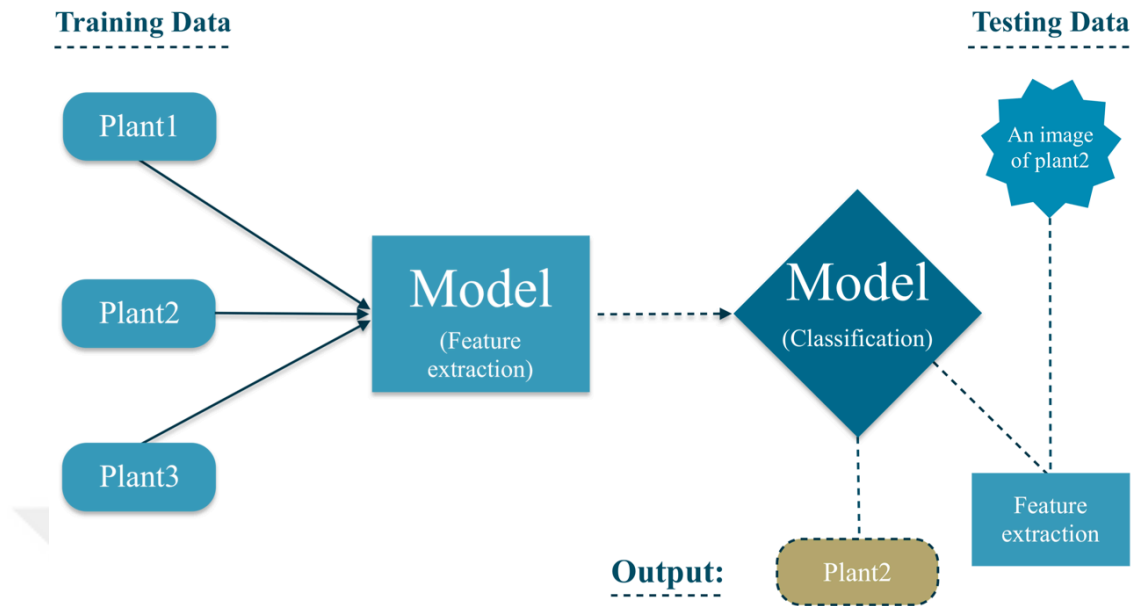 Training Data
Testing Data
Plant1
An image
of plant2
Plant2
Model
(Feature
extraction)
Model
(Classification)
Plant3
Feature
extraction
Output:
Plant2